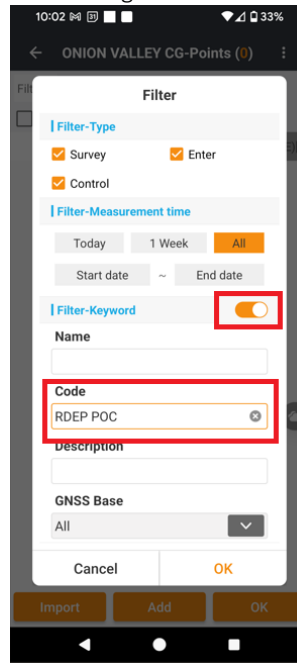 10:02 31 33%
ONION VALLEY CG-Points (0)
Filt
Filter
Filter-Type
Survey Enter
Control
Filter-Measurement time
Today 1 Week All
Start date ~ End date
Filter-Keyword
Name
Code
RDEP POC
Description
GNSS Base
All
Cancel OK
Import Add OK